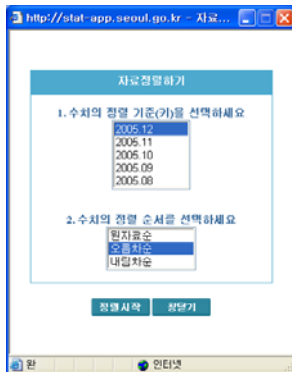 http://stat-app.seoul.go.kr - 자료...
자료정렬하기
1.수치의 정렬 기준(기)을 선택하세요
2005.12
2005.11
2005.10
2005.09
2005.08
2.수치의 정렬 순서를 선택하세요
원자료순
오름차순
내림차순
정렬시작 창닫기
완 인터넷